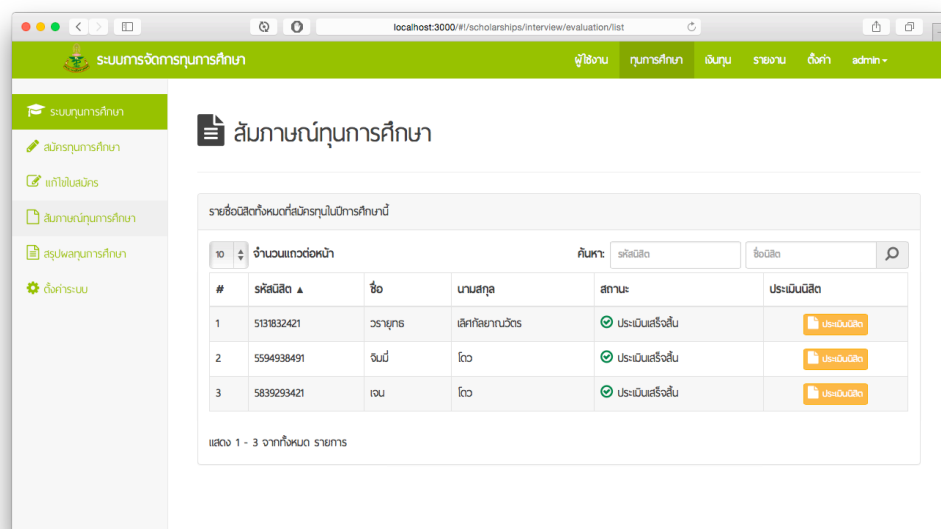 localhost:3000/#!/scholarships/interview/evaluation/list
ระบบการจัดการทุนการศึกษา
ผู้ใช้งาน ทุนการศึกษา เงินทุน รายงาน ตั้งค่า admin
ระบบทุนการศึกษา
สมัครทุนการศึกษา
แก้ไขใบสมัคร
สัมภาษณ์ทุนการศึกษา
สรุปผลทุนการศึกษา
ตั้งค่าระบบ
สัมภาษณ์ทุนการศึกษา
รายชื่อนิสิตทั้งหมดที่สมัครทุนในปีการศึกษานี้
10 จำนวนแถวต่อหน้า ค้นหา: รหัสนิสิต ชื่อนิสิต
# รหัสนิสิต ▲ ชื่อ นามสกุล สถานะ ประเมินนิสิต
1 5131832421 วรายุทธ เลิศกัลยาณวัตร ประเมินเสร็จสิ้น ประเมินนิสิต
2 5594938491 จินนี่ โดว ประเมินเสร็จสิ้น ประเมินนิสิต
3 5839293421 เจน โดว ประเมินเสร็จสิ้น ประเมินนิสิต
แสดง 1 - 3 จากทั้งหมด รายการ